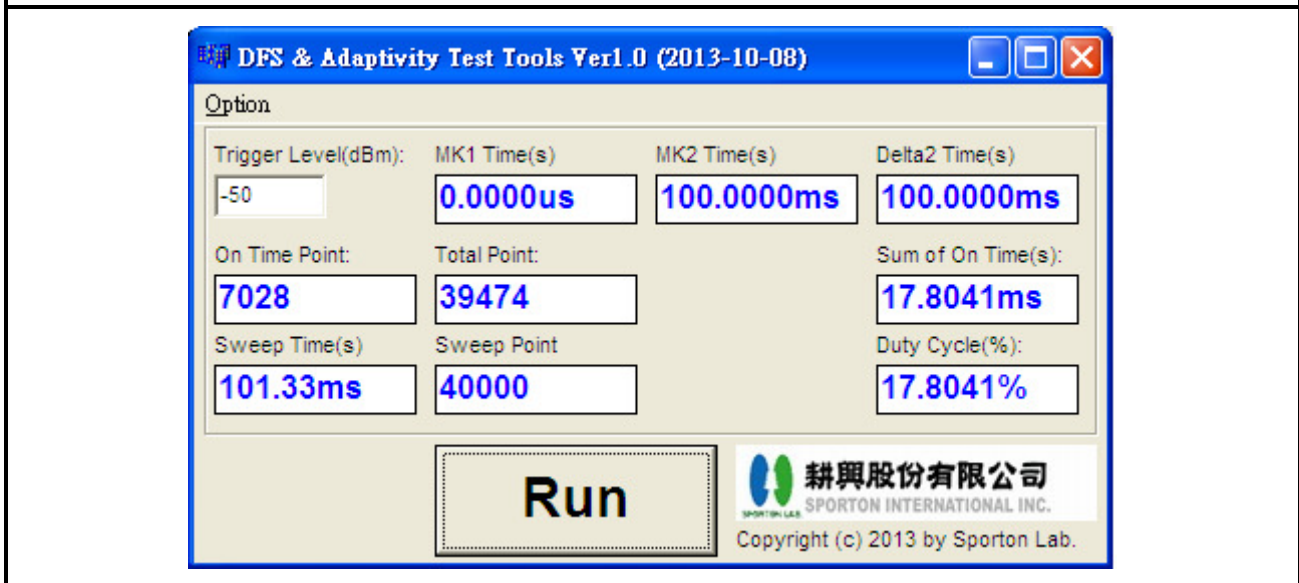 DFS & Adaptivity Test Tools Ver1.0 (2013-10-08)
Option
Trigger Level(dBm): MK1 Time(s) MK2 Time(s) Delta2 Time(s)
-50 0.0000us 100.0000ms 100.0000ms
On Time Point: Total Point: Sum of On Time(s):
7028 39474 17.8041ms
Sweep Time(s) Sweep Point Duty Cycle(%):
101.33ms 40000 17.8041%
Run
耕興股份有限公司
SPORTON LAB. SPORTON INTERNATIONAL INC.
Copyright (c) 2013 by Sporton Lab.